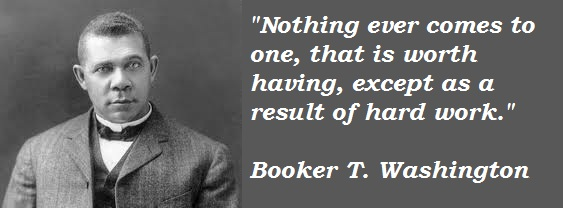 "Nothing ever comes to
one, that is worth
having, except as a
result of hard work."
Booker T. Washington